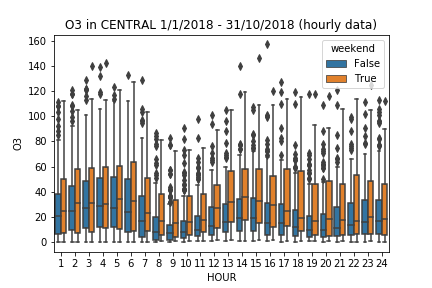 O3 in CENTRAL 1/1/2018 - 31/10/2018 (hourly data)
160
140
120
100
80
60
40
20
0
O3
weekend
False
True
1 2 3 4 5 6 7 8 9 10 11 12 13 14 15 16 17 18 19 20 21 22 23 24
HOUR